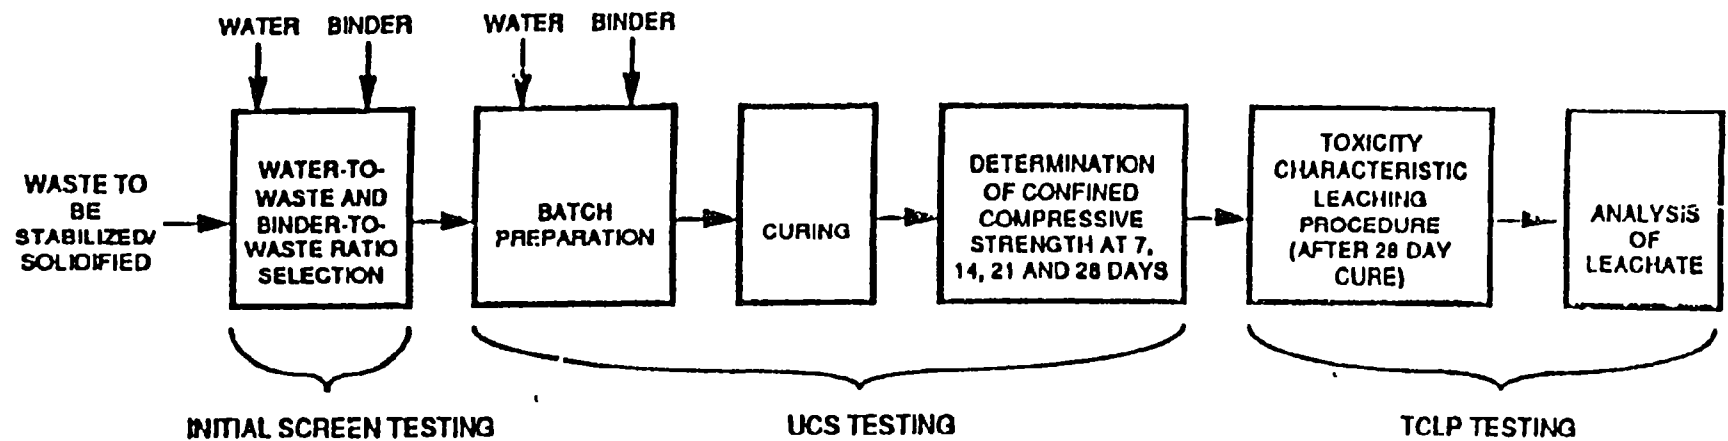 WATER BINDER
WATER BINDER
WASTE TO
BE
STABILIZED/
SOLIDIFIED
WATER-TO-
WASTE AND
BINDER-TO-
WASTE RATIO
SELECTION
BATCH
PREPARATION
CURING
DETERMINATION
OF CONFINED
COMPRESSIVE
STRENGTH AT 7,
14, 21 AND 28 DAYS
TOXICITY
CHARACTERISTIC
LEACHING
PROCEDURE
(AFTER 28 DAY
CURE)
ANALYSIS
OF
LEACHATE
INITIAL SCREEN TESTING
UCS TESTING
TCLP TESTING